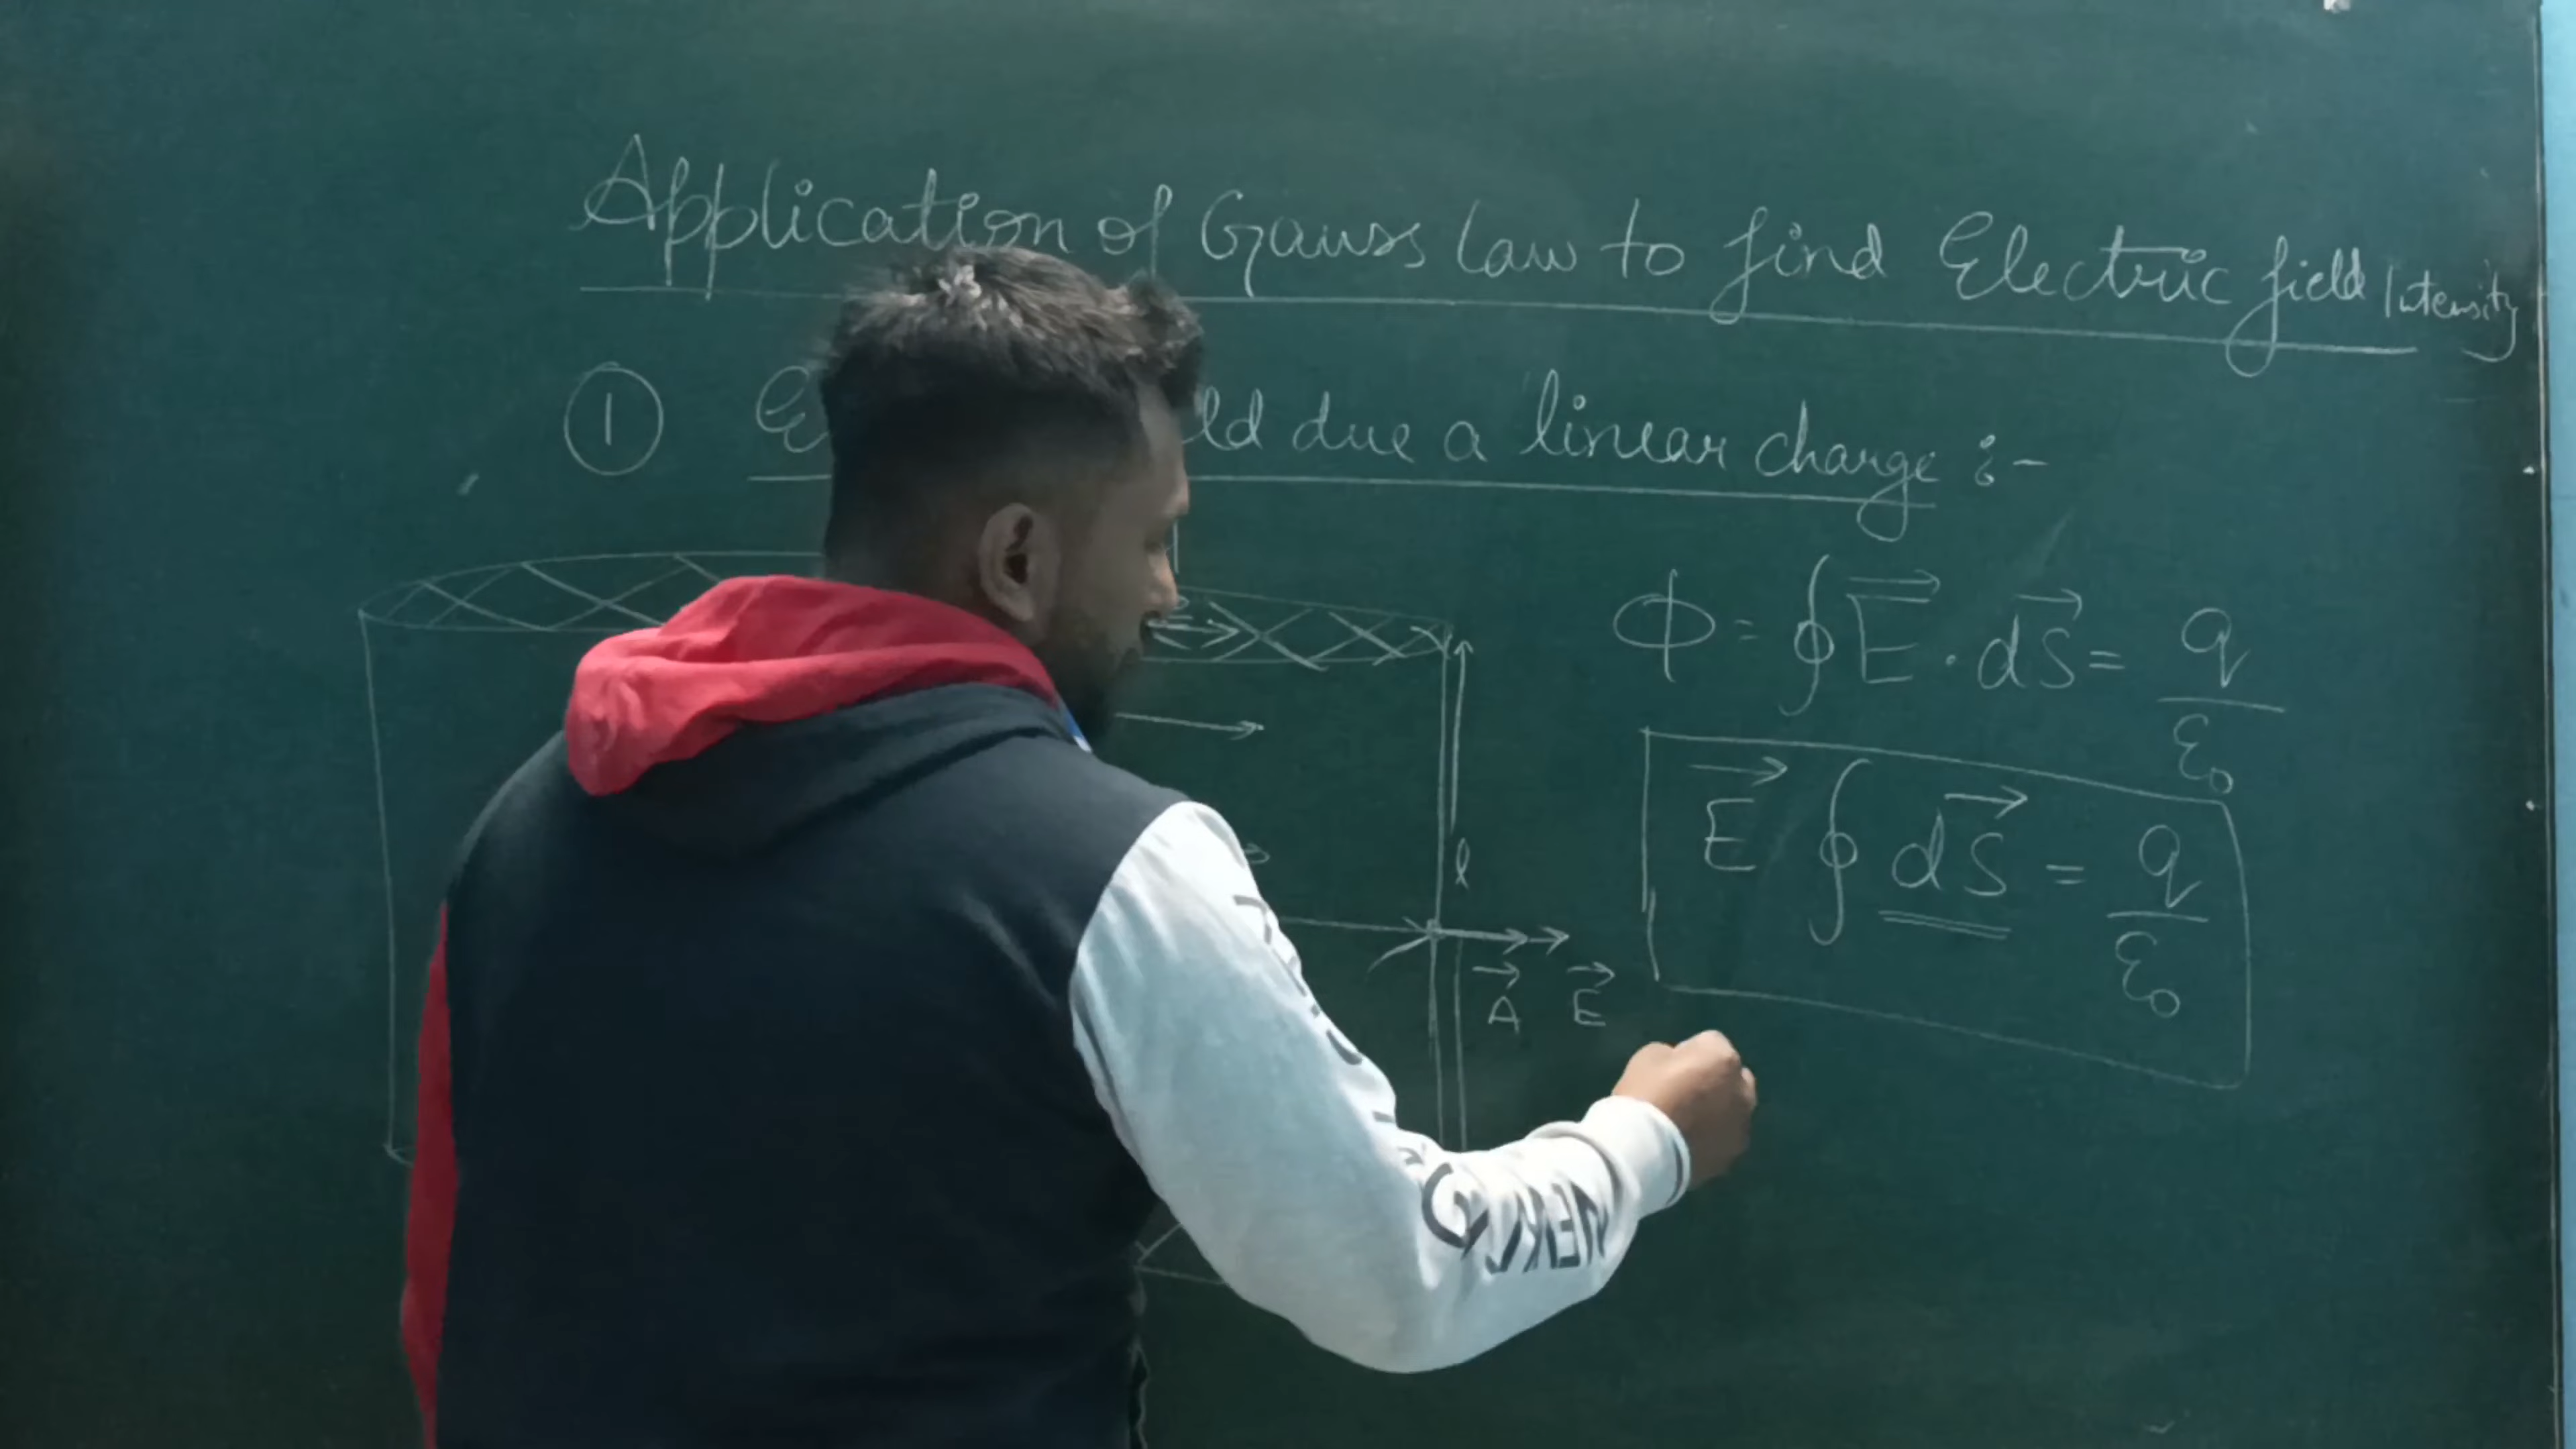 Application of Gauss Law to find Electric field Intensity
① E ld due a linear charge :-
Φ = ∮ E⃗ · dS⃗ = q/ε₀
E⃗ ∮ dS⃗ = q/ε₀
l
A⃗ E⃗